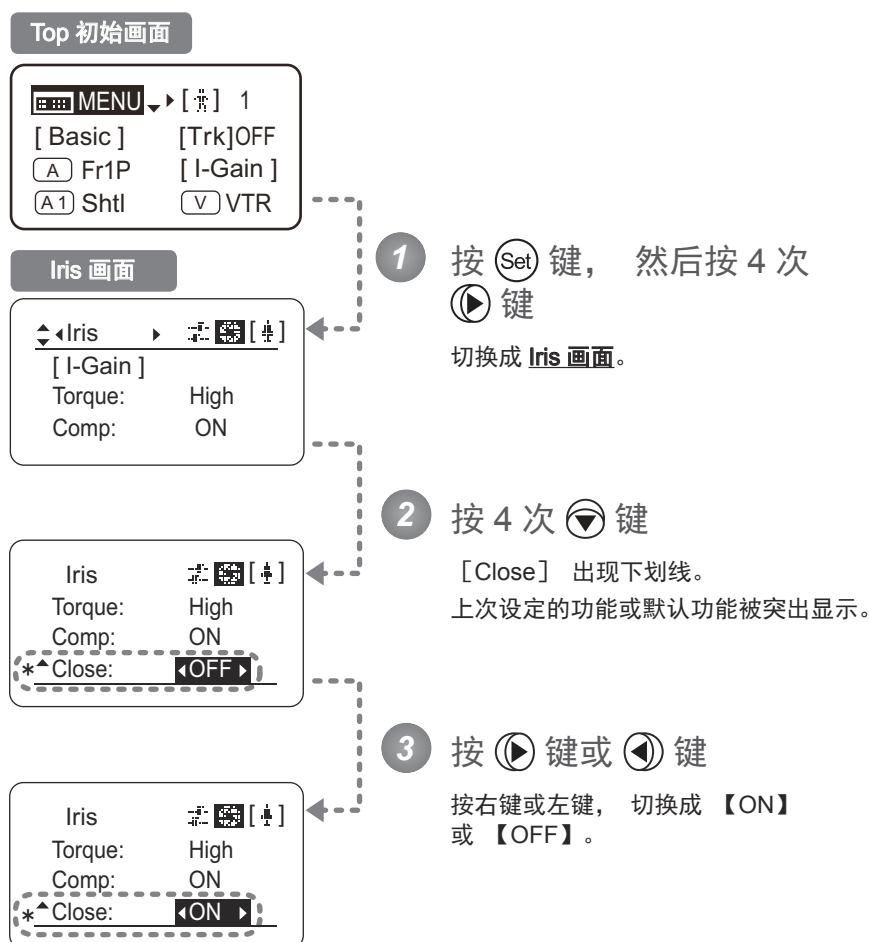 Top 初始画面
MENU [ ] 1
[ Basic ] [Trk]OFF
A Fr1P [ I-Gain ]
A1 Shtl V VTR
Iris 画面
Iris [ ]
[ I-Gain ]
Torque: High
Comp: ON
Iris [ ]
Torque: High
Comp: ON
*Close: OFF
Iris [ ]
Torque: High
Comp: ON
*Close: ON
1 按 Set 键， 然后按 4 次
键
切换成 Iris 画面。
2 按 4 次 键
［Close］ 出现下划线。
上次设定的功能或默认功能被突出显示。
3 按 键或 键
按右键或左键， 切换成 【ON】
或 【OFF】。